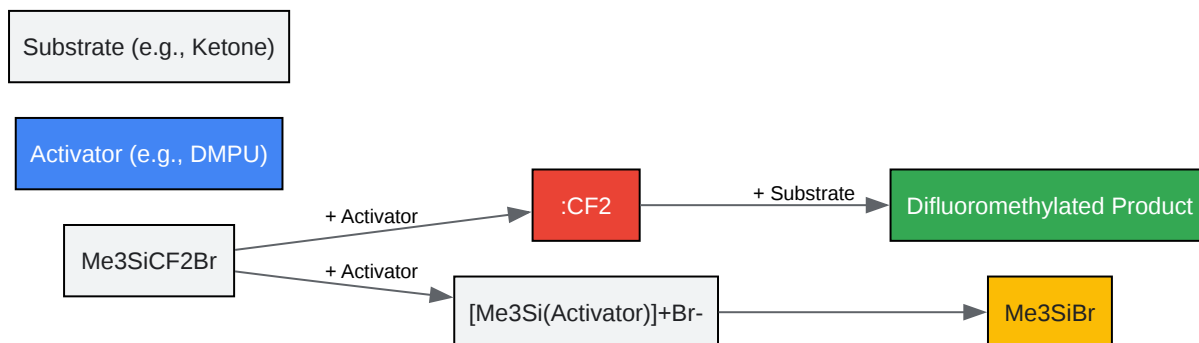 Substrate (e.g., Ketone)
Activator (e.g., DMPU)
Me3SiCF2Br
+ Activator
+ Activator
:CF2
+ Substrate
Difluoromethylated Product
[Me3Si(Activator)]+Br-
Me3SiBr